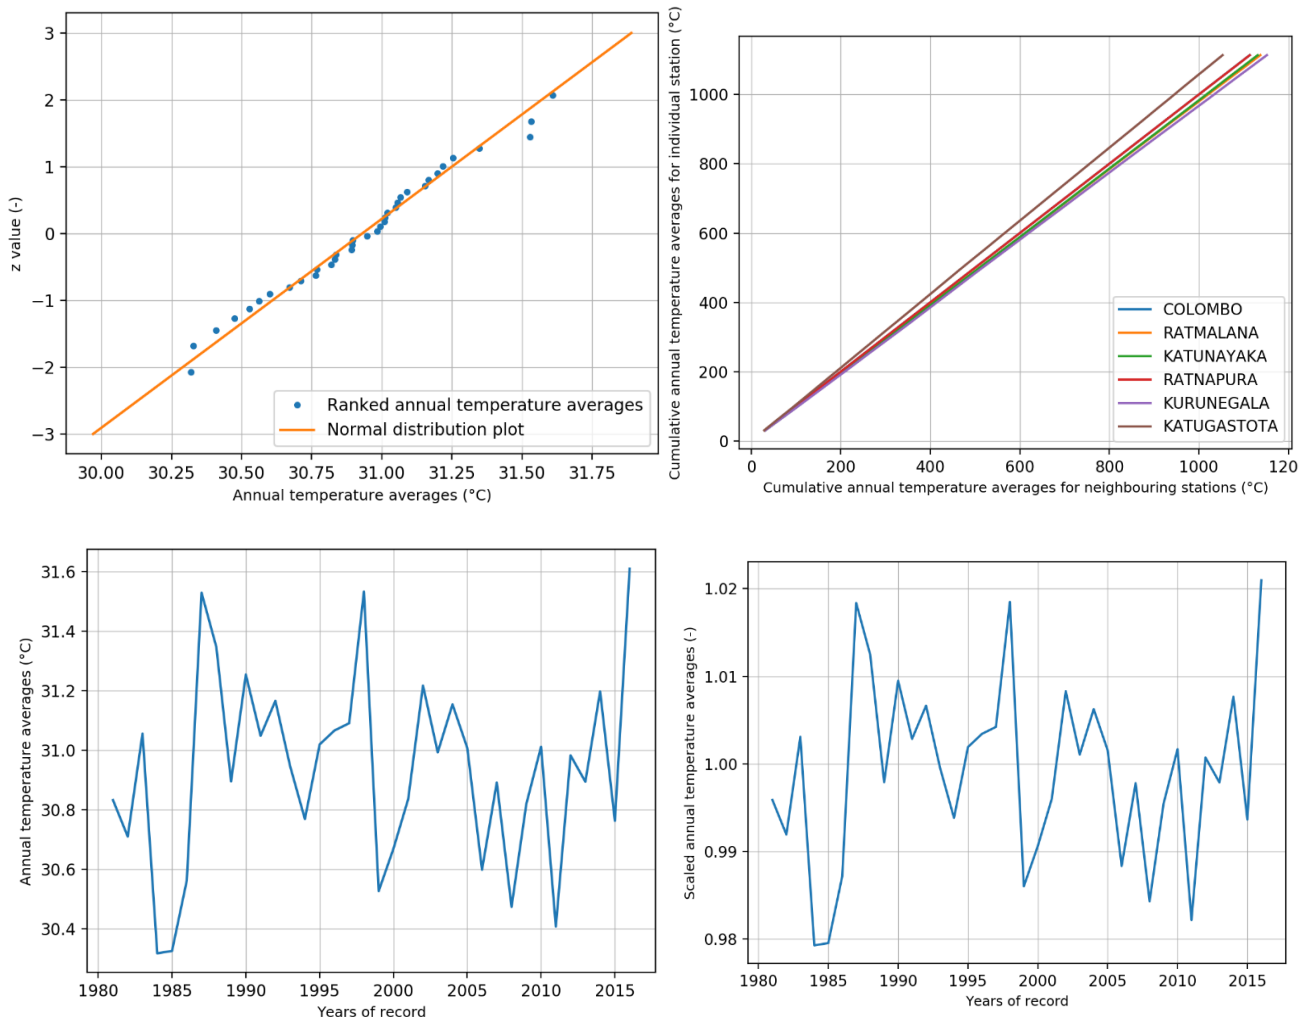 3
2
1
0
−1
−2
−3
z value (-)
Ranked annual temperature averages
Normal distribution plot
30.00 30.25 30.50 30.75 31.00 31.25 31.50 31.75
Annual temperature averages (°C)
Cumulative annual temperature averages for individual station (°C)
1000
800
600
400
200
0
COLOMBO
RATMALANA
KATUNAYAKA
RATNAPURA
KURUNEGALA
KATUGASTOTA
0 200 400 600 800 1000 120
Cumulative annual temperature averages for neighbouring stations (°C)
31.6
31.4
31.2
31.0
30.8
30.6
30.4
Annual temperature averages (°C)
1980 1985 1990 1995 2000 2005 2010 2015
Years of record
1.02
1.01
1.00
0.99
0.98
Scaled annual temperature averages (-)
1980 1985 1990 1995 2000 2005 2010 2015
Years of record